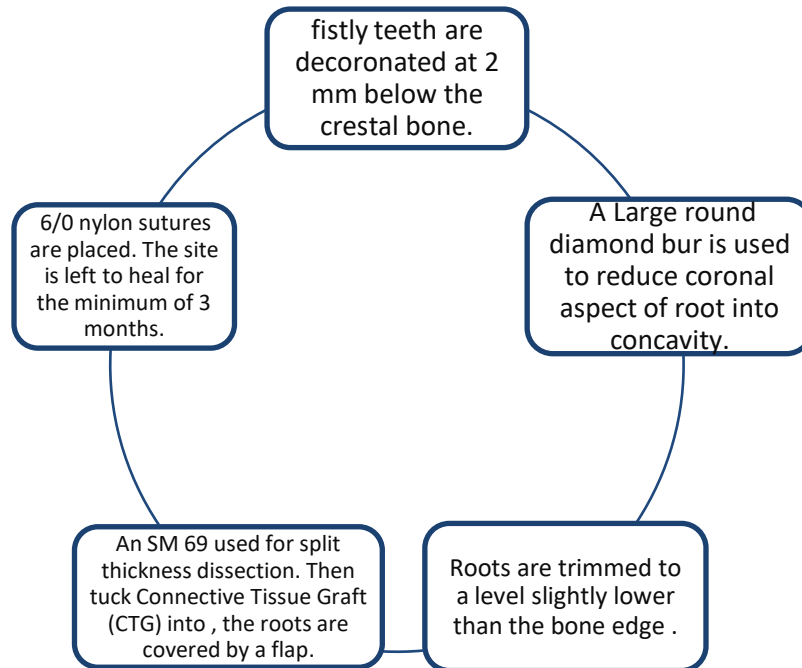 fistly teeth are
decoronated at 2
mm below the
crestal bone.
A Large round
diamond bur is used
to reduce coronal
aspect of root into
concavity.
Roots are trimmed to
a level slightly lower
than the bone edge .
An SM 69 used for split
thickness dissection. Then
tuck Connective Tissue Graft
(CTG) into , the roots are
covered by a flap.
6/0 nylon sutures
are placed. The site
is left to heal for
the minimum of 3
months.